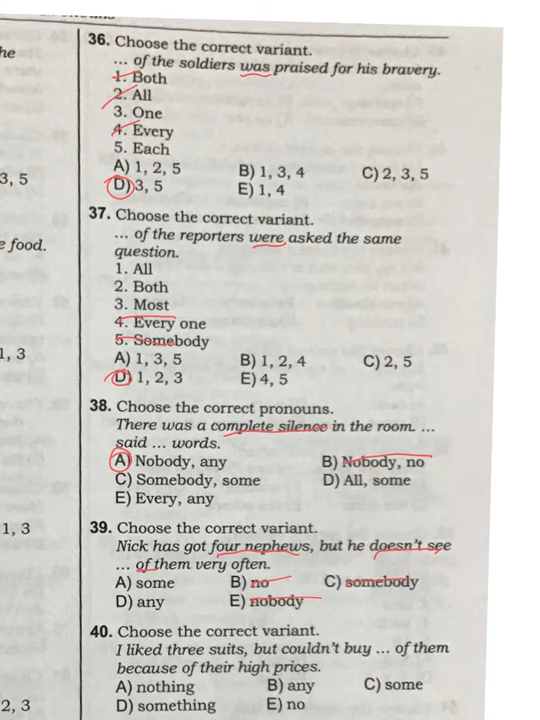 he
36. Choose the correct variant.
... of the soldiers was praised for his bravery.
1. Both
2. All
3. One
4. Every
5. Each
A) 1, 2, 5 B) 1, 3, 4 C) 2, 3, 5
D) 3, 5 E) 1, 4
3, 5
37. Choose the correct variant.
... of the reporters were asked the same
question.
e food.
1. All
2. Both
3. Most
4. Every one
5. Somebody
A) 1, 3, 5 B) 1, 2, 4 C) 2, 5
D) 1, 2, 3 E) 4, 5
1, 3
38. Choose the correct pronouns.
There was a complete silence in the room. ...
said ... words.
A) Nobody, any B) Nobody, no
C) Somebody, some D) All, some
E) Every, any
39. Choose the correct variant.
1, 3
Nick has got four nephews, but he doesn't see
... of them very often.
A) some B) no C) somebody
D) any E) nobody
40. Choose the correct variant.
I liked three suits, but couldn't buy ... of them
because of their high prices.
A) nothing B) any C) some
D) something E) no
2, 3